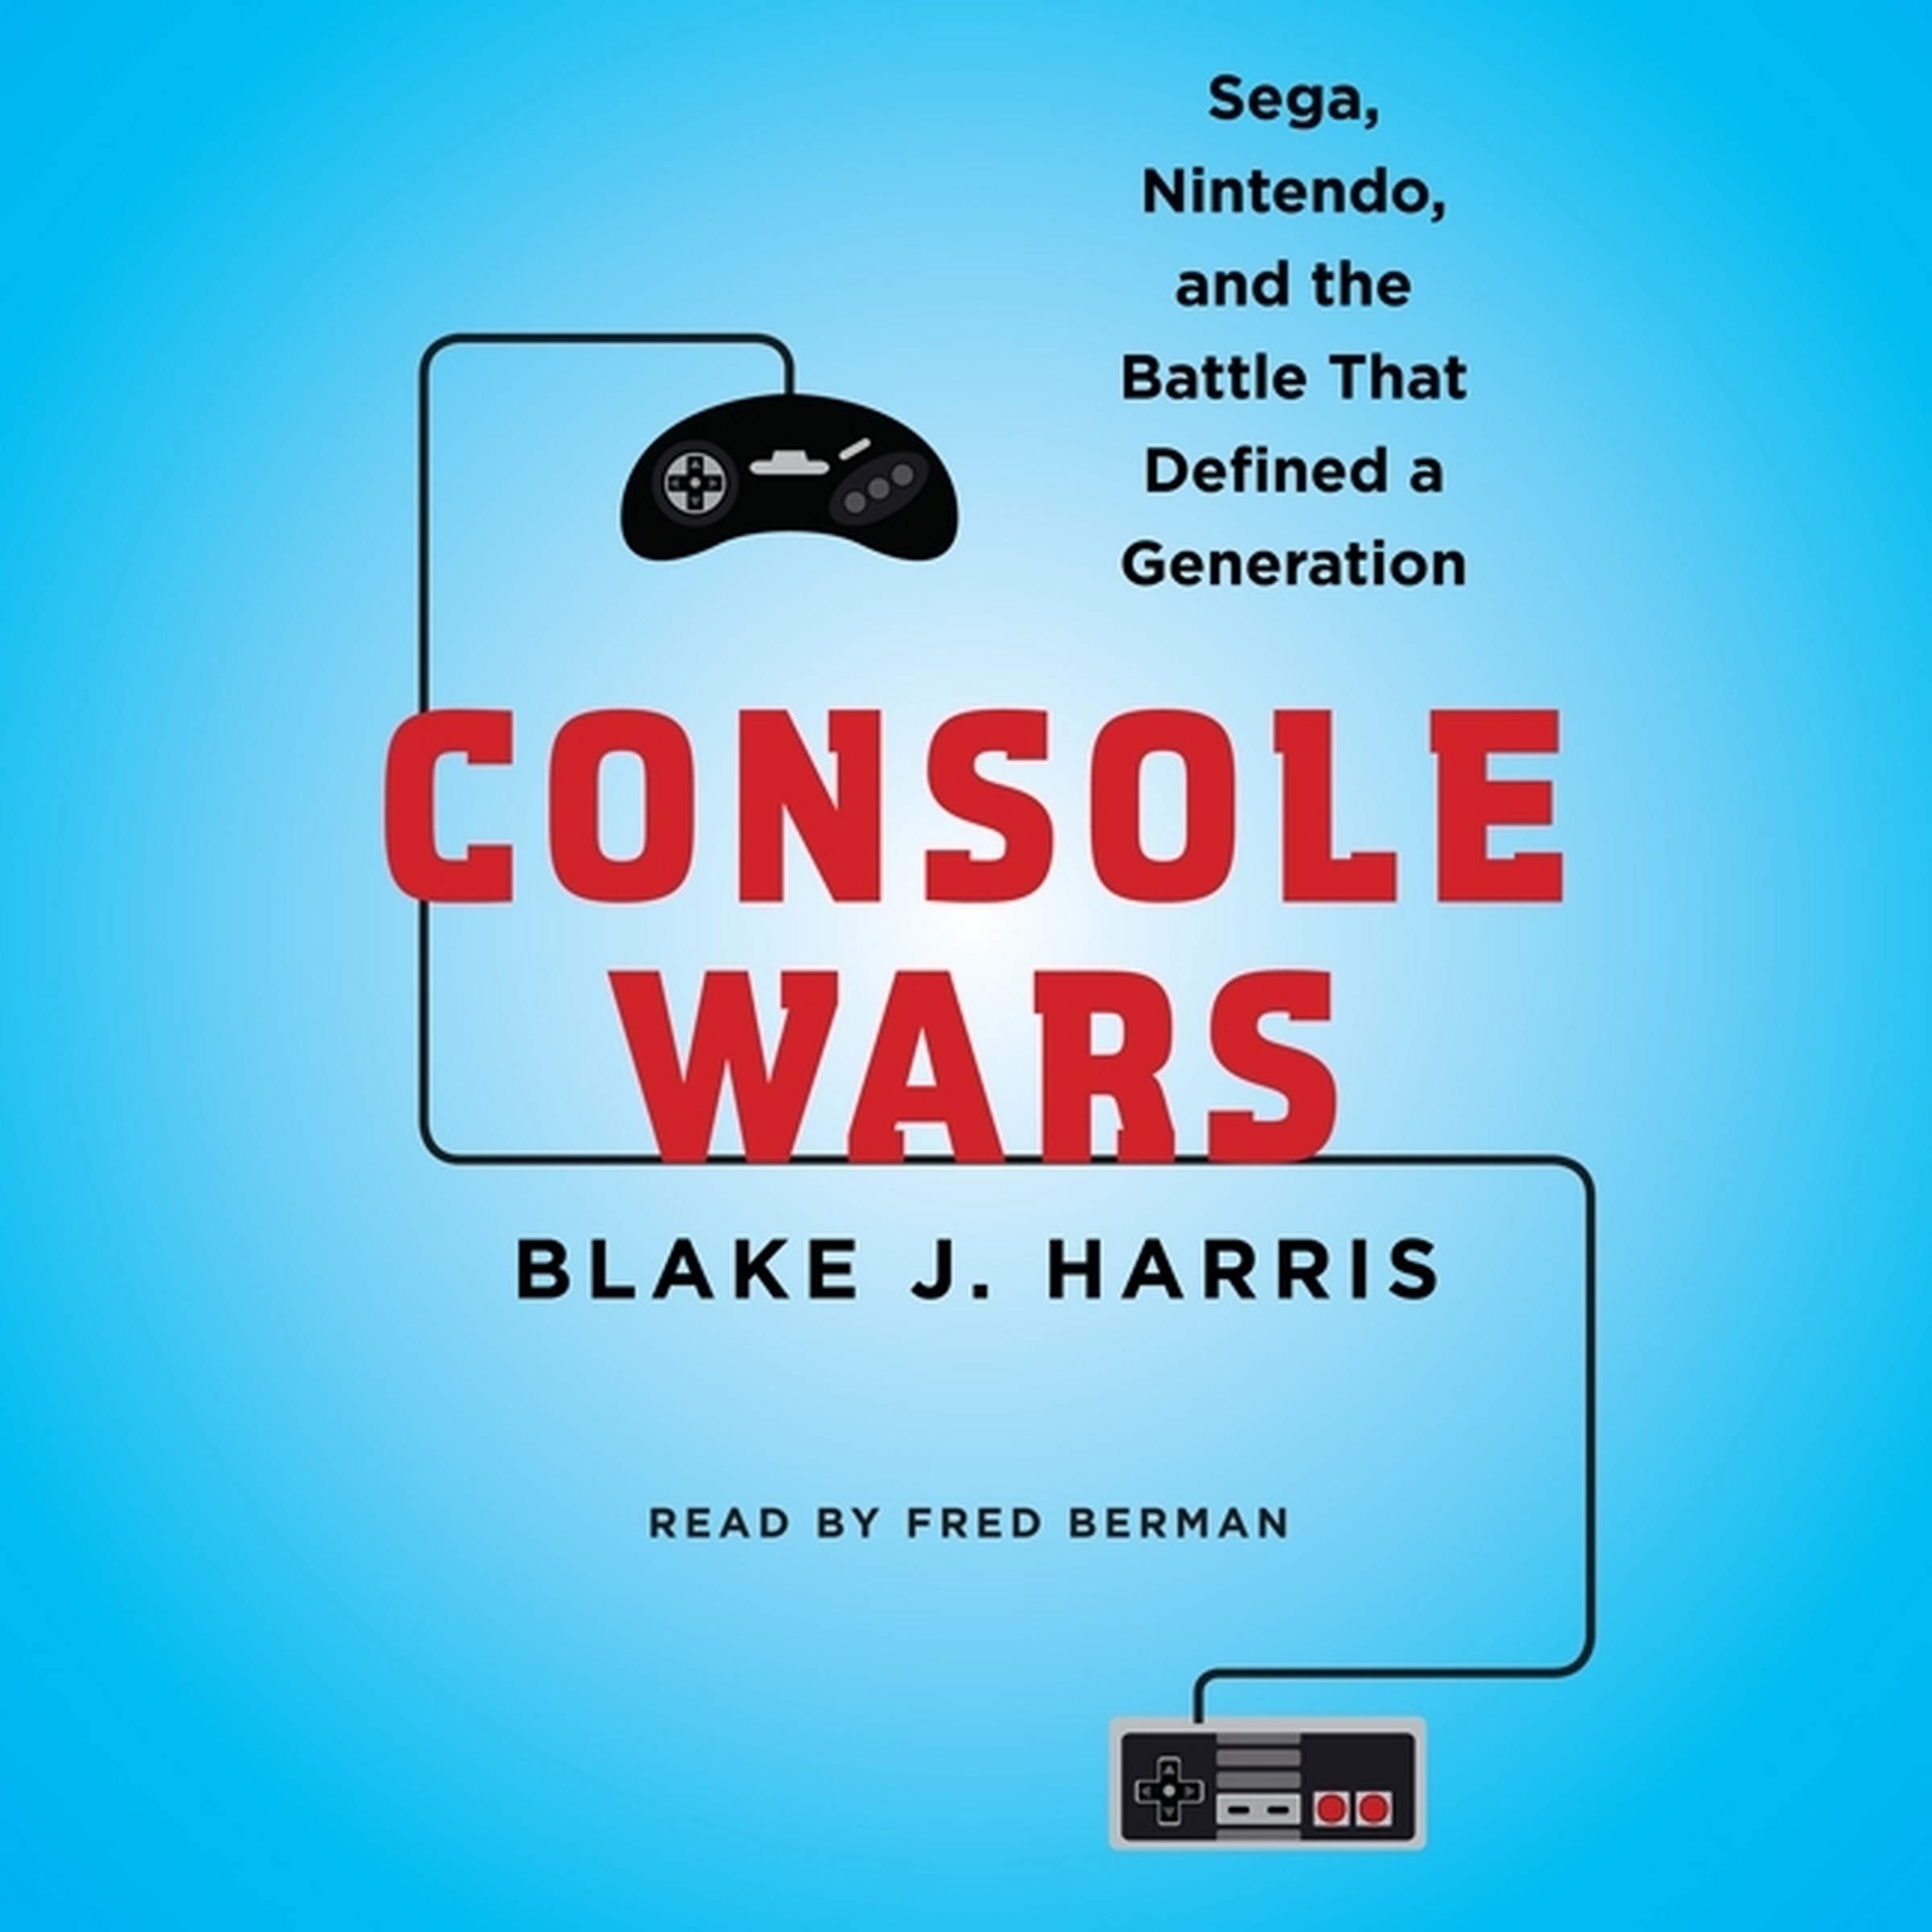 Sega,
Nintendo,
and the
Battle That
Defined a
Generation
CONSOLE
WARS
BLAKE J. HARRIS
READ BY FRED BERMAN